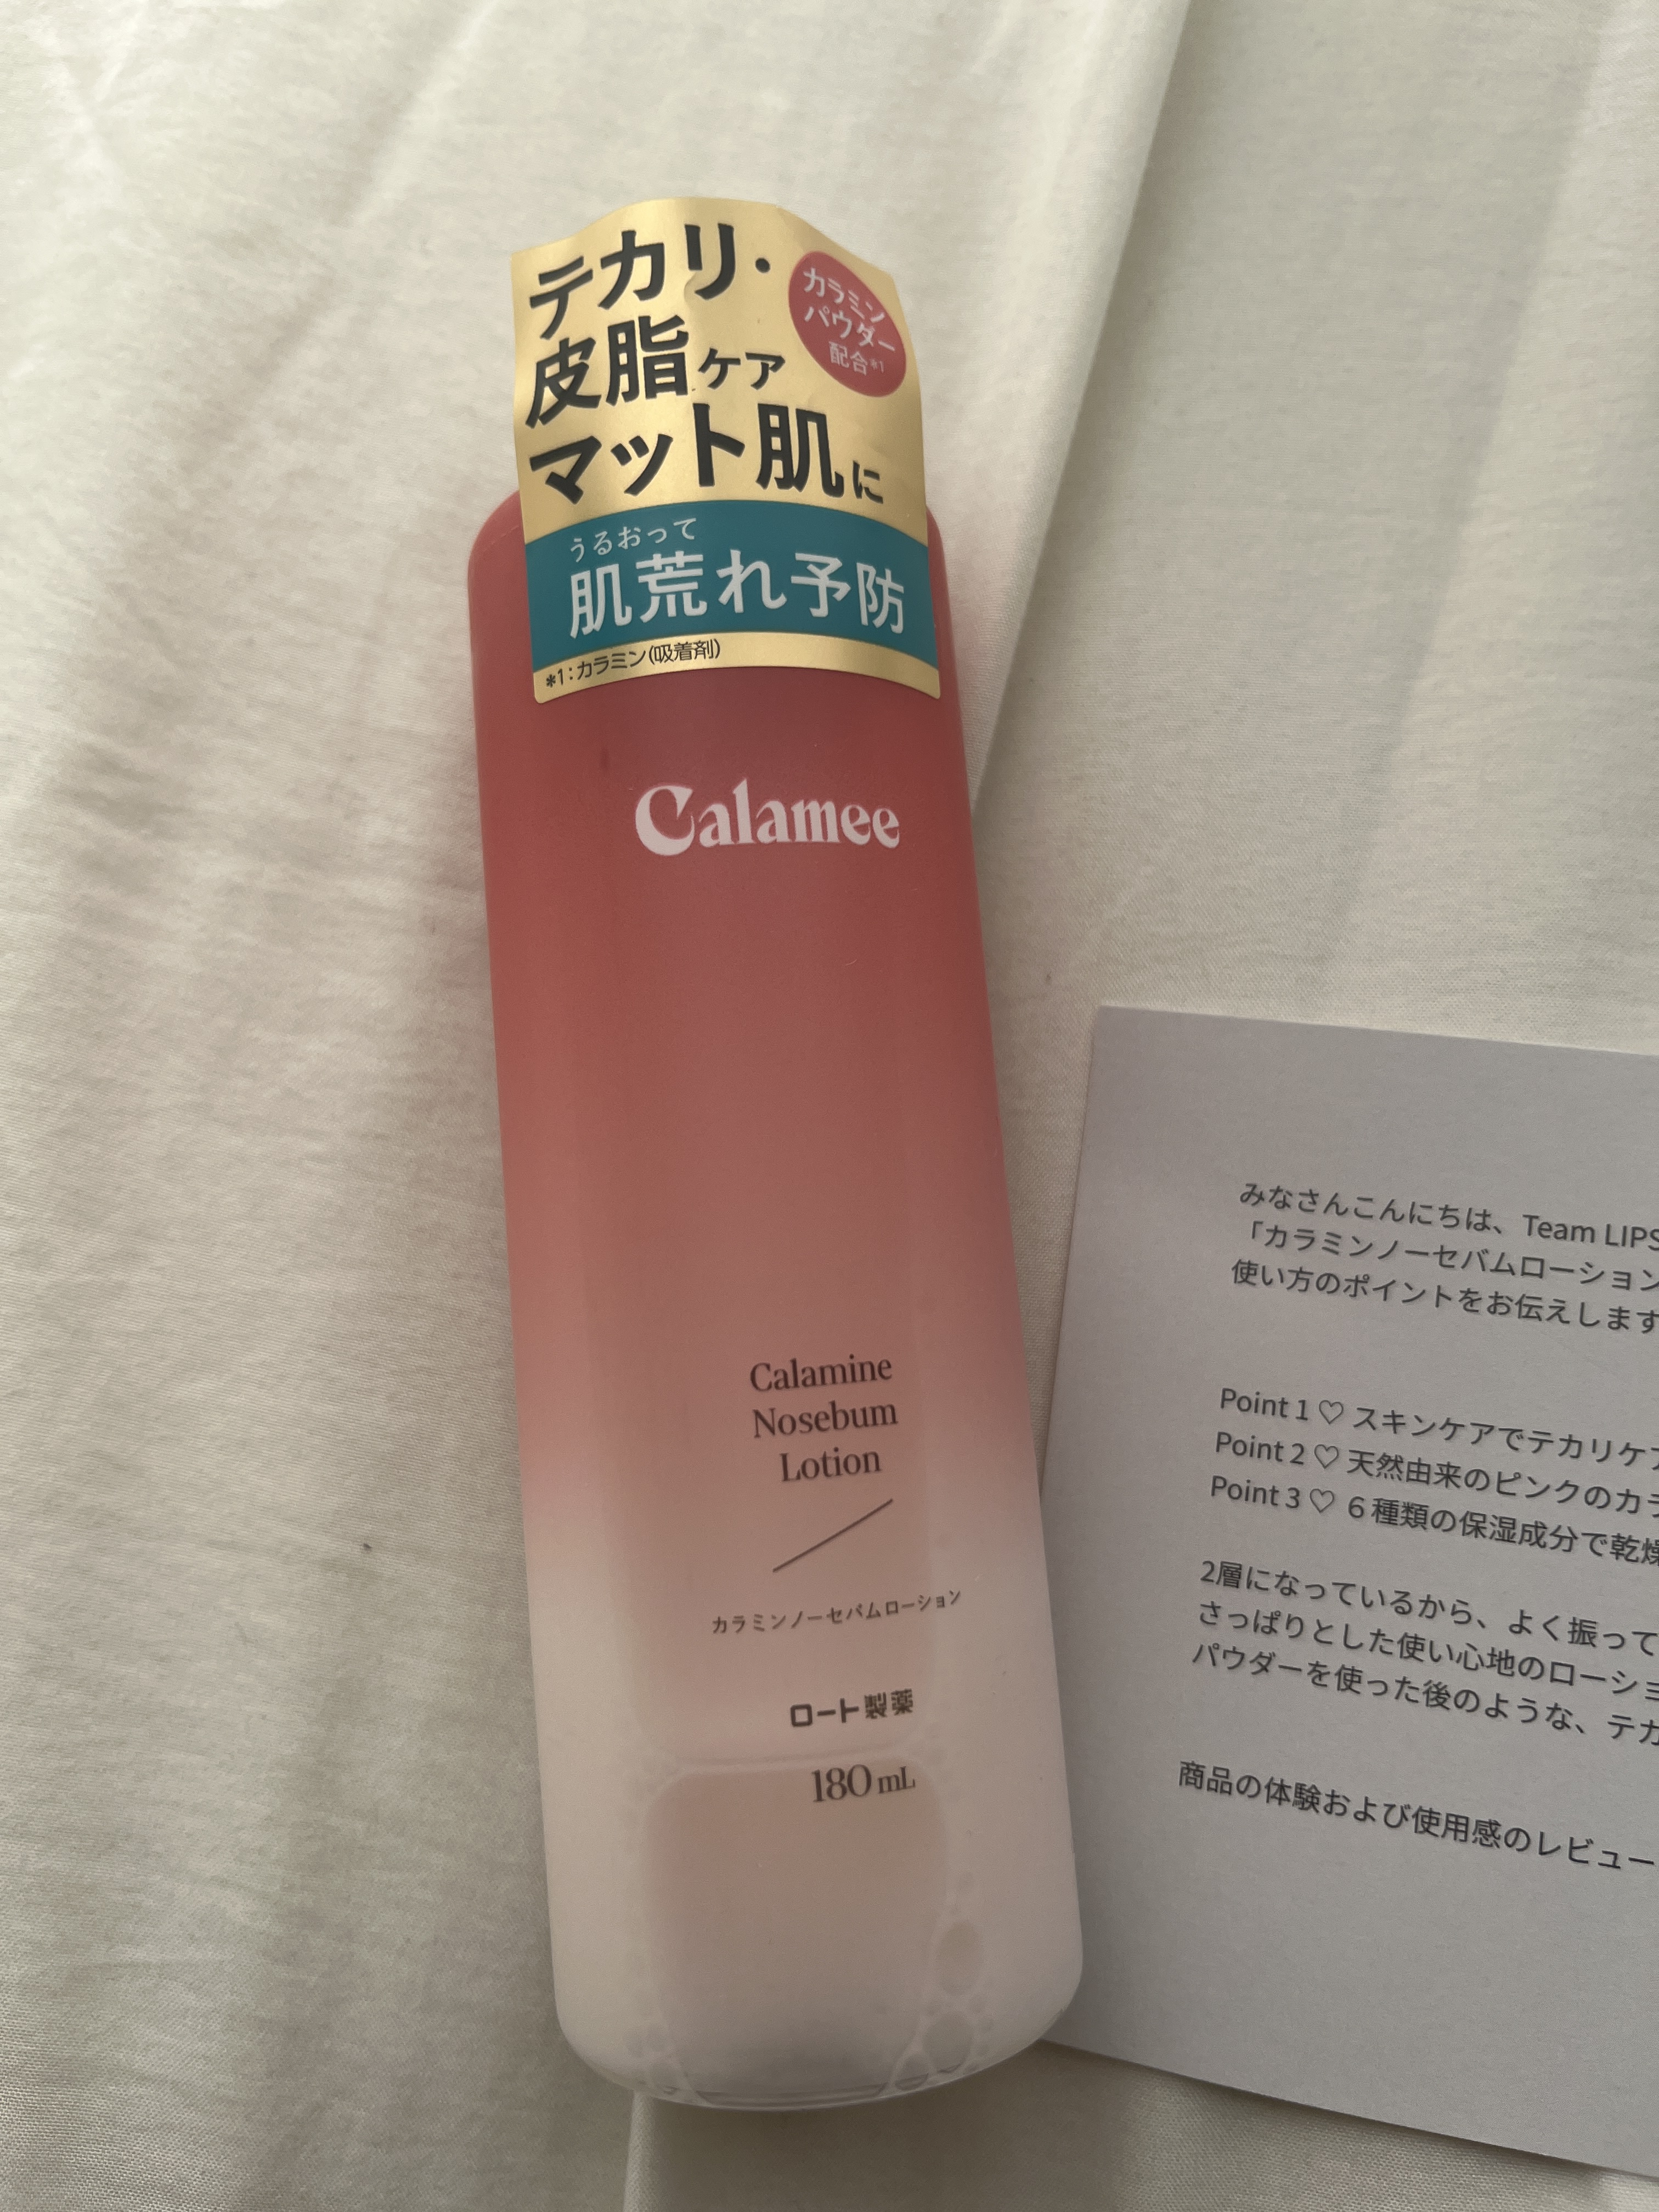 テカリ・
皮脂ケア
マット肌に
カラミン
パウダー
配合※1
うるおって
肌荒れ予防
*1:カラミン(吸着剤)
Calamee
Calamine
Nosebum
Lotion
カラミンノーセバムローション
ロート製薬
180mL
みなさんこんにちは、Team LIPS
「カラミンノーセバムローション
使い方のポイントをお伝えします
Point 1 ♡ スキンケアでテカリケア
Point 2 ♡ 天然由来のピンクのカラ
Point 3 ♡ 6種類の保湿成分で乾燥
2層になっているから、よく振って
さっぱりとした使い心地のローショ
パウダーを使った後のような、テカ
商品の体験および使用感のレビュー